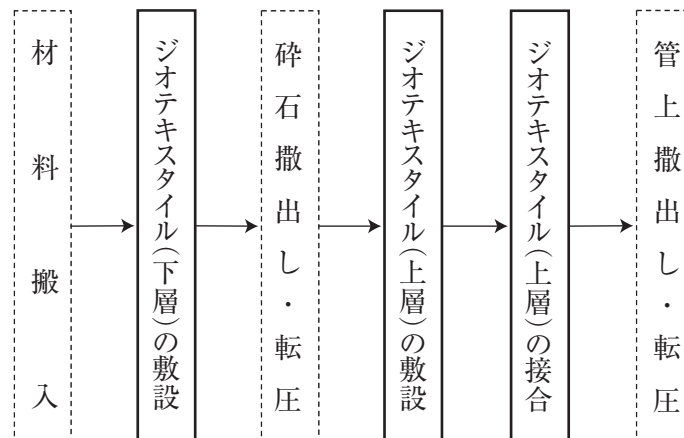 材料搬入
ジオテキスタイル(下層)の敷設
砕石撒出し・転圧
ジオテキスタイル(上層)の敷設
ジオテキスタイル(上層)の接合
管上撒出し・転圧